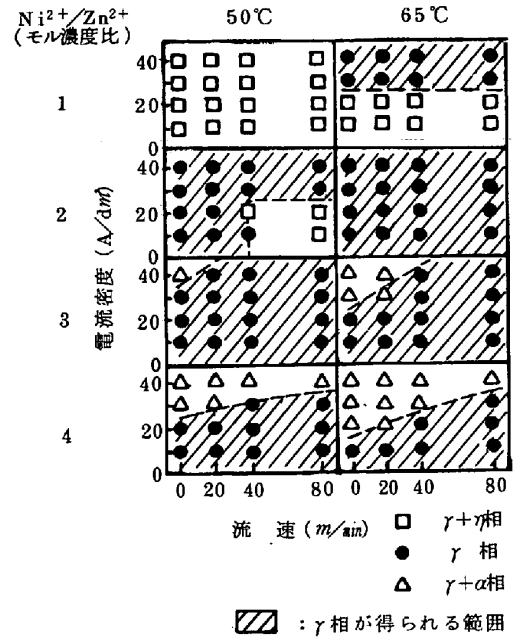 Ni²⁺/Zn²⁺ 50℃ 65℃
(モル濃度比)
40
1 20
0
40
2 20
0
40
3 20
0
40
4 20
0
電流密度 (A/dm)
0 20 40 80 0 20 40 80
流速 (m/min)
□ γ+η相
● γ 相
△ γ+α相
: γ相が得られる範囲